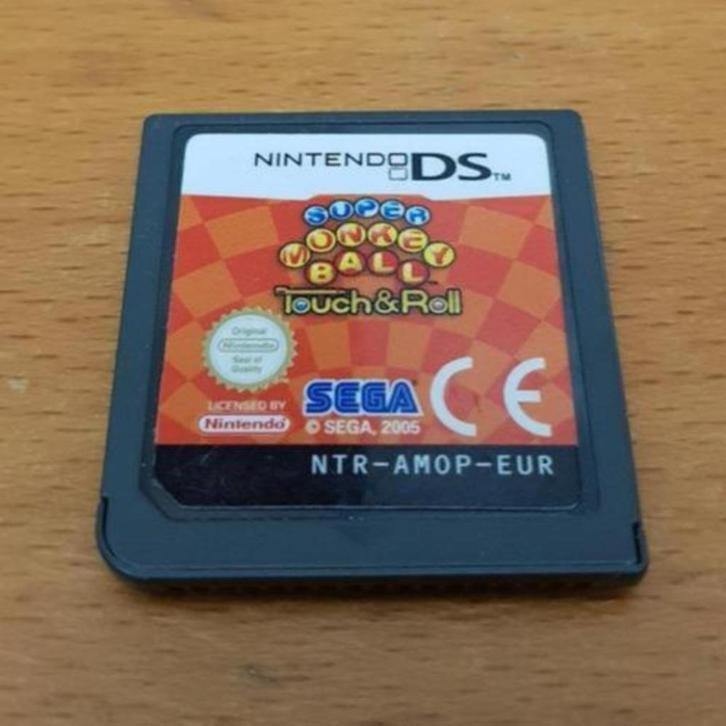 NINTENDO DS™
SUPER
MONKEY
BALL™
Touch & Roll
Original
Nintendo
Seal of
Quality
LICENSED BY
Nintendo
SEGA
© SEGA, 2005
CE
NTR-AMOP-EUR